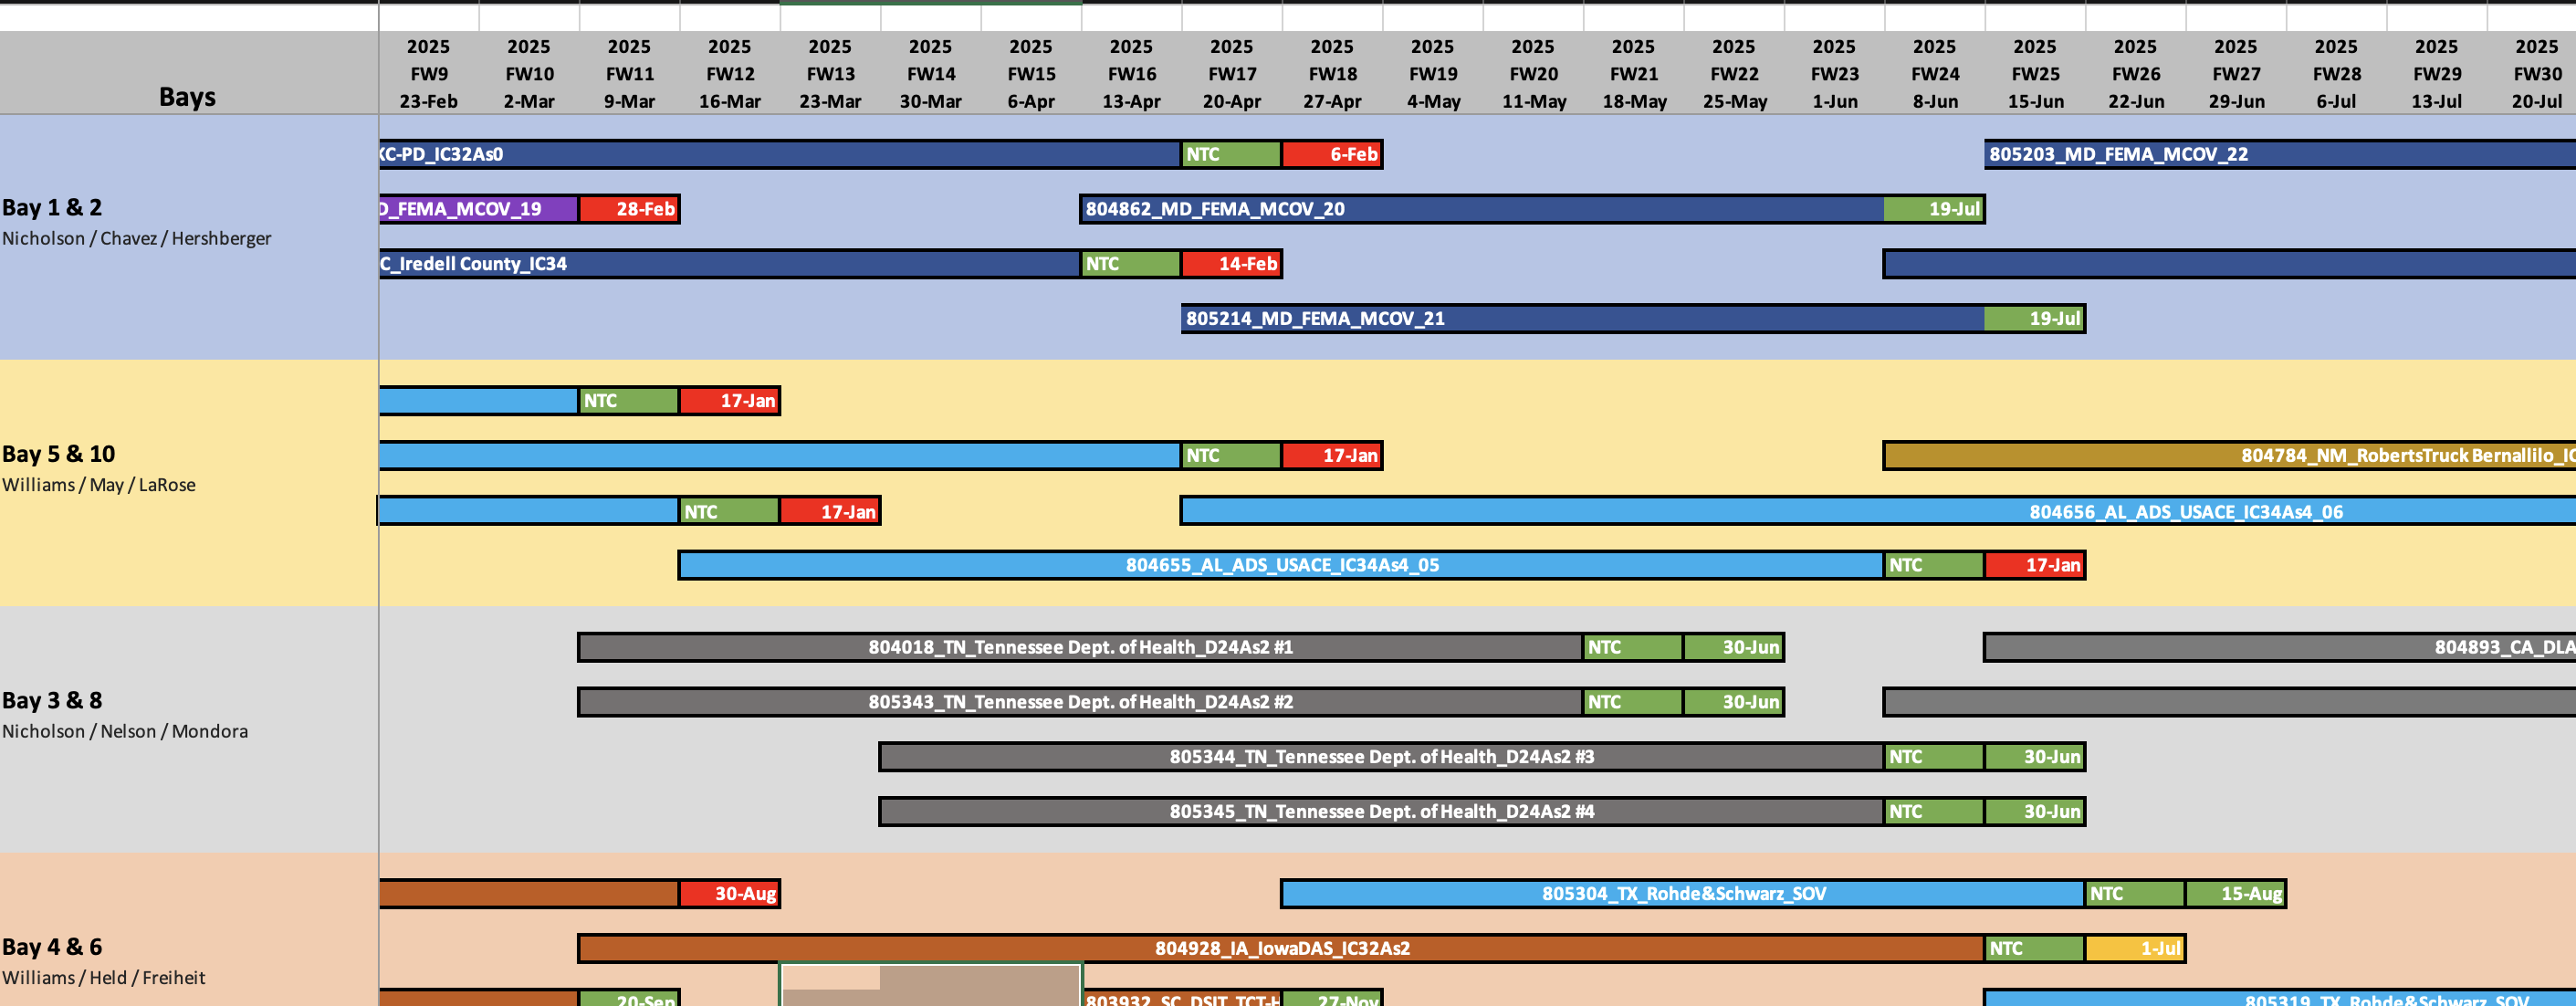 Bays
2025 2025 2025 2025 2025 2025 2025 2025 2025 2025 2025 2025 2025 2025 2025 2025 2025 2025 2025 2025 2025 2025
FW9 FW10 FW11 FW12 FW13 FW14 FW15 FW16 FW17 FW18 FW19 FW20 FW21 FW22 FW23 FW24 FW25 FW26 FW27 FW28 FW29 FW30
23-Feb 2-Mar 9-Mar 16-Mar 23-Mar 30-Mar 6-Apr 13-Apr 20-Apr 27-Apr 4-May 11-May 18-May 25-May 1-Jun 8-Jun 15-Jun 22-Jun 29-Jun 6-Jul 13-Jul 20-Jul
Bay 1 & 2
Nicholson / Chavez / Hershberger
KC-PD_IC32As0 NTC 6-Feb 805203_MD_FEMA_MCOV_22
D_FEMA_MCOV_19 28-Feb 804862_MD_FEMA_MCOV_20 19-Jul
C_Iredell County_IC34 NTC 14-Feb
805214_MD_FEMA_MCOV_21 19-Jul
Bay 5 & 10
Williams / May / LaRose
NTC 17-Jan
NTC 17-Jan 804784_NM_RobertsTruck Bernallilo_IC
NTC 17-Jan 804656_AL_ADS_USACE_IC34As4_06
804655_AL_ADS_USACE_IC34As4_05 NTC 17-Jan
Bay 3 & 8
Nicholson / Nelson / Mondora
804018_TN_Tennessee Dept. of Health_D24As2 #1 NTC 30-Jun 804893_CA_DLA
805343_TN_Tennessee Dept. of Health_D24As2 #2 NTC 30-Jun
805344_TN_Tennessee Dept. of Health_D24As2 #3 NTC 30-Jun
805345_TN_Tennessee Dept. of Health_D24As2 #4 NTC 30-Jun
Bay 4 & 6
Williams / Held / Freiheit
30-Aug 805304_TX_Rohde&Schwarz_SOV NTC 15-Aug
804928_IA_IowaDAS_IC32As2 NTC 1-Jul
20-Sep 803932_SC_DSIT_TCT-H 27-Nov 805319_TX_Rohde&Schwarz_SOV